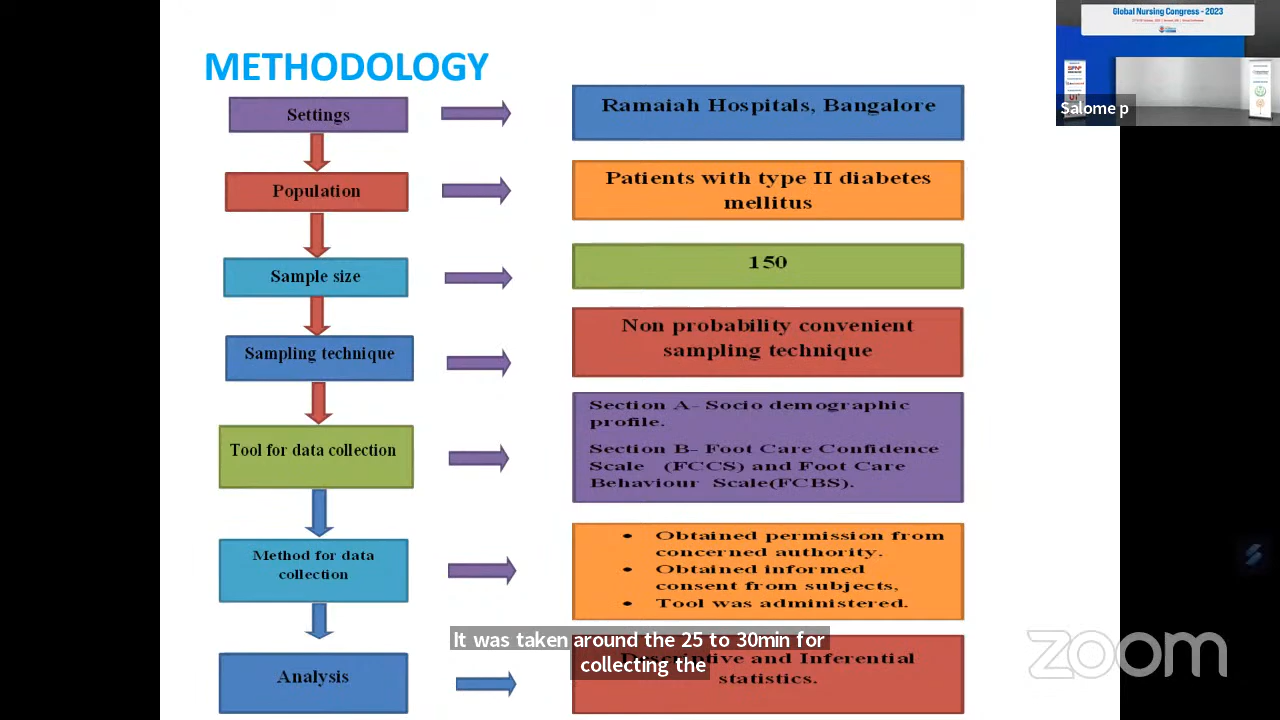 METHODOLOGY
Settings
Ramaiah Hospitals, Bangalore
Population
Patients with type II diabetes
mellitus
Sample size
150
Sampling technique
Non probability convenient
sampling technique
Tool for data collection
Section A- Socio demographic
profile.
Section B- Foot Care Confidence
Scale (FCCS) and Foot Care
Behaviour Scale(FCBS).
Method for data
collection
• Obtained permission from
concerned authority.
• Obtained informed
consent from subjects,
• Tool was administered.
Analysis
Descriptive and Inferential
statistics.
It was taken around the 25 to 30min for
collecting the
Global Nursing Congress - 2023
Salome p
zoom